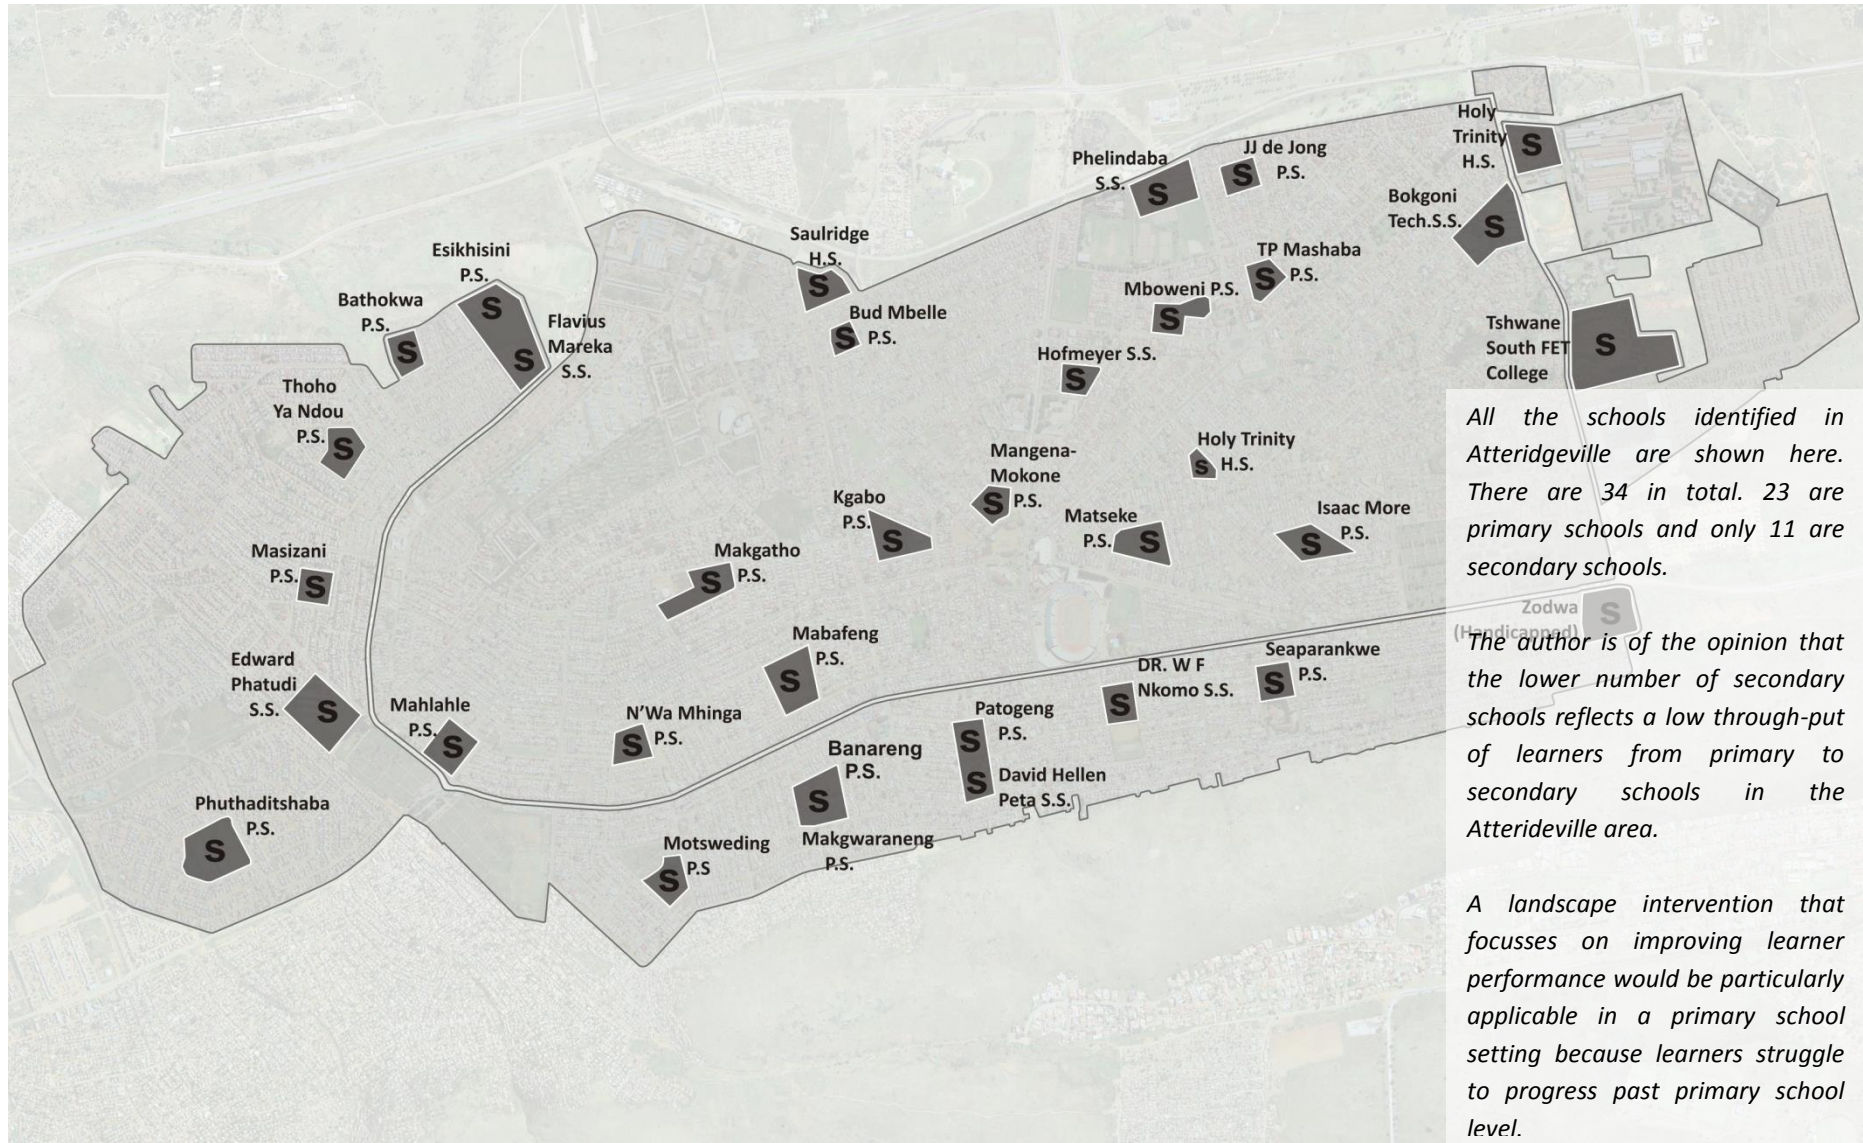 Holy
Trinity
H.S.
S
JJ de Jong
P.S.
S
Phelindaba
S.S.
S
Bokgoni
Tech.S.S.
S
Saulridge
H.S.
S
Esikhisini
P.S.
S
TP Mashaba
P.S.
S
Mboweni P.S.
S
Bathokwa
P.S.
S
Flavius
Mareka
S.S.
S
Bud Mbelle
P.S.
S
Tshwane
South FET
College
S
Hofmeyer S.S.
S
Thoho
Ya Ndou
P.S.
S
Holy Trinity
H.S.
S
Mangena-
Mokone
P.S.
S
Kgabo
P.S.
S
Matseke
P.S.
S
Isaac More
P.S.
S
Masizani
P.S.
S
Makgatho
P.S.
S
Zodwa
(Handicapped)
S
Mabafeng
P.S.
S
Edward
Phatudi
S.S.
S
DR. W F
Nkomo S.S.
S
Seaparankwe
P.S.
S
Mahlahle
P.S.
S
N'Wa Mhinga
P.S.
S
Patogeng
P.S.
S
Banareng
P.S.
S
David Hellen
Peta S.S.
S
Phuthaditshaba
P.S.
S
Makgwaraneng
P.S.
Motsweding
P.S
S
All the schools identified in
Atteridgeville are shown here.
There are 34 in total. 23 are
primary schools and only 11 are
secondary schools.
The author is of the opinion that
the lower number of secondary
schools reflects a low through-put
of learners from primary to
secondary schools in the
Atterideville area.
A landscape intervention that
focusses on improving learner
performance would be particularly
applicable in a primary school
setting because learners struggle
to progress past primary school
level.